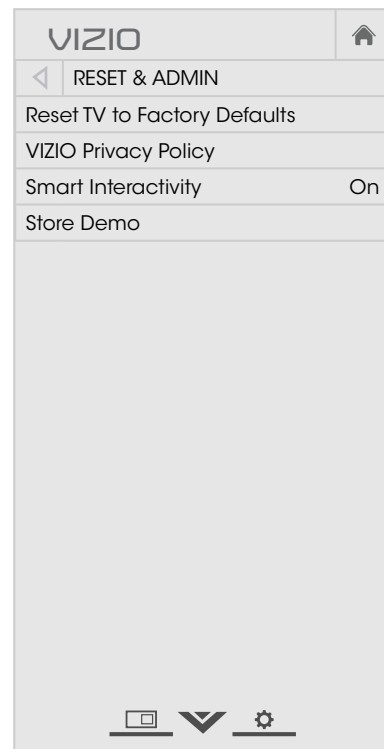 VIZIO
RESET & ADMIN
Reset TV to Factory Defaults
VIZIO Privacy Policy
Smart Interactivity On
Store Demo